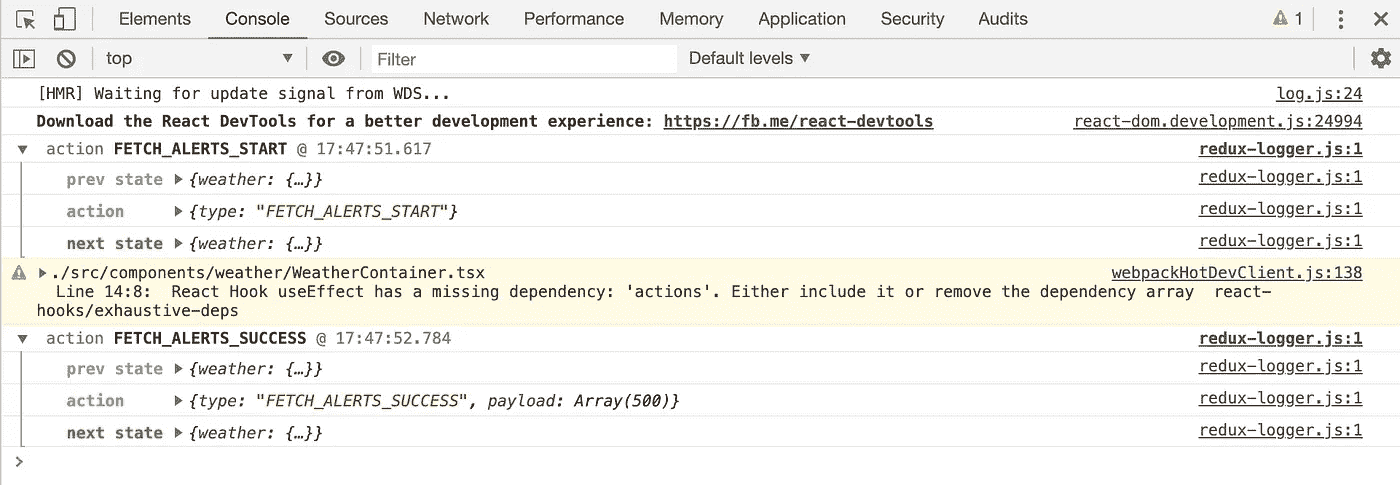 Elements Console Sources Network Performance Memory Application Security Audits 1
top Filter Default levels
[HMR] Waiting for update signal from WDS... log.js:24
Download the React DevTools for a better development experience: https://fb.me/react-devtools react-dom.development.js:24994
action FETCH_ALERTS_START @ 17:47:51.617 redux-logger.js:1
prev state {weather: {…}} redux-logger.js:1
action {type: "FETCH_ALERTS_START"} redux-logger.js:1
next state {weather: {…}} redux-logger.js:1
./src/components/weather/WeatherContainer.tsx webpackHotDevClient.js:138
Line 14:8: React Hook useEffect has a missing dependency: 'actions'. Either include it or remove the dependency array react-
hooks/exhaustive-deps
action FETCH_ALERTS_SUCCESS @ 17:47:52.784 redux-logger.js:1
prev state {weather: {…}} redux-logger.js:1
action {type: "FETCH_ALERTS_SUCCESS", payload: Array(500)} redux-logger.js:1
next state {weather: {…}} redux-logger.js:1